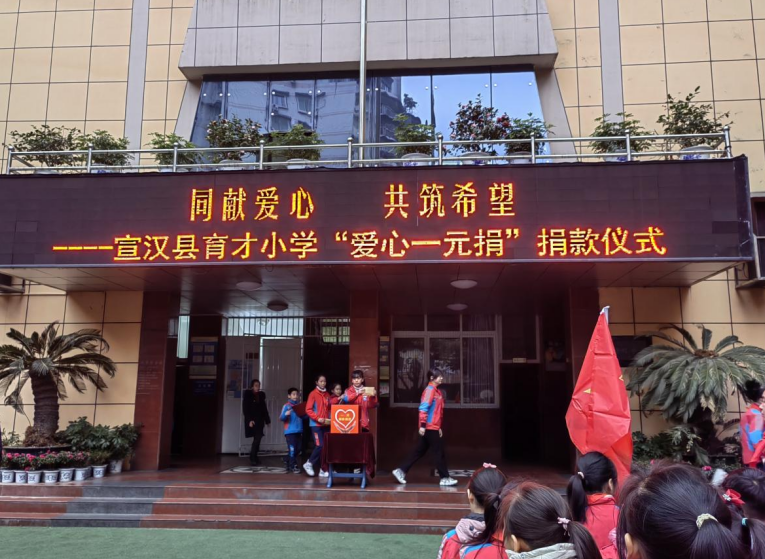 同献爱心 共筑希望
----宣汉县育才小学“爱心一元捐”捐款仪式